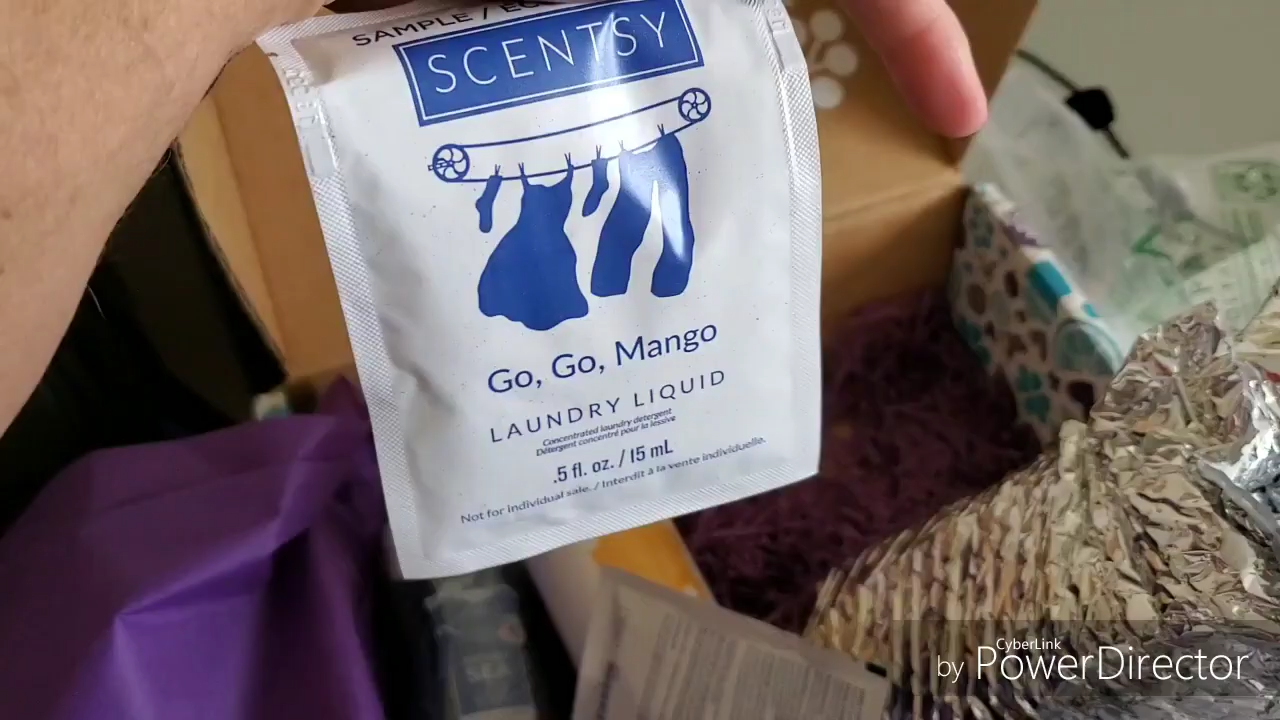 SAMPLE /
SCENTSY
Go, Go, Mango
LAUNDRY LIQUID
Concentrated laundry detergent
Détergent concentré pour la lessive
.5 fl. oz. / 15 mL
Not for individual sale. / Interdit à la vente individuelle.
CyberLink
by PowerDirector